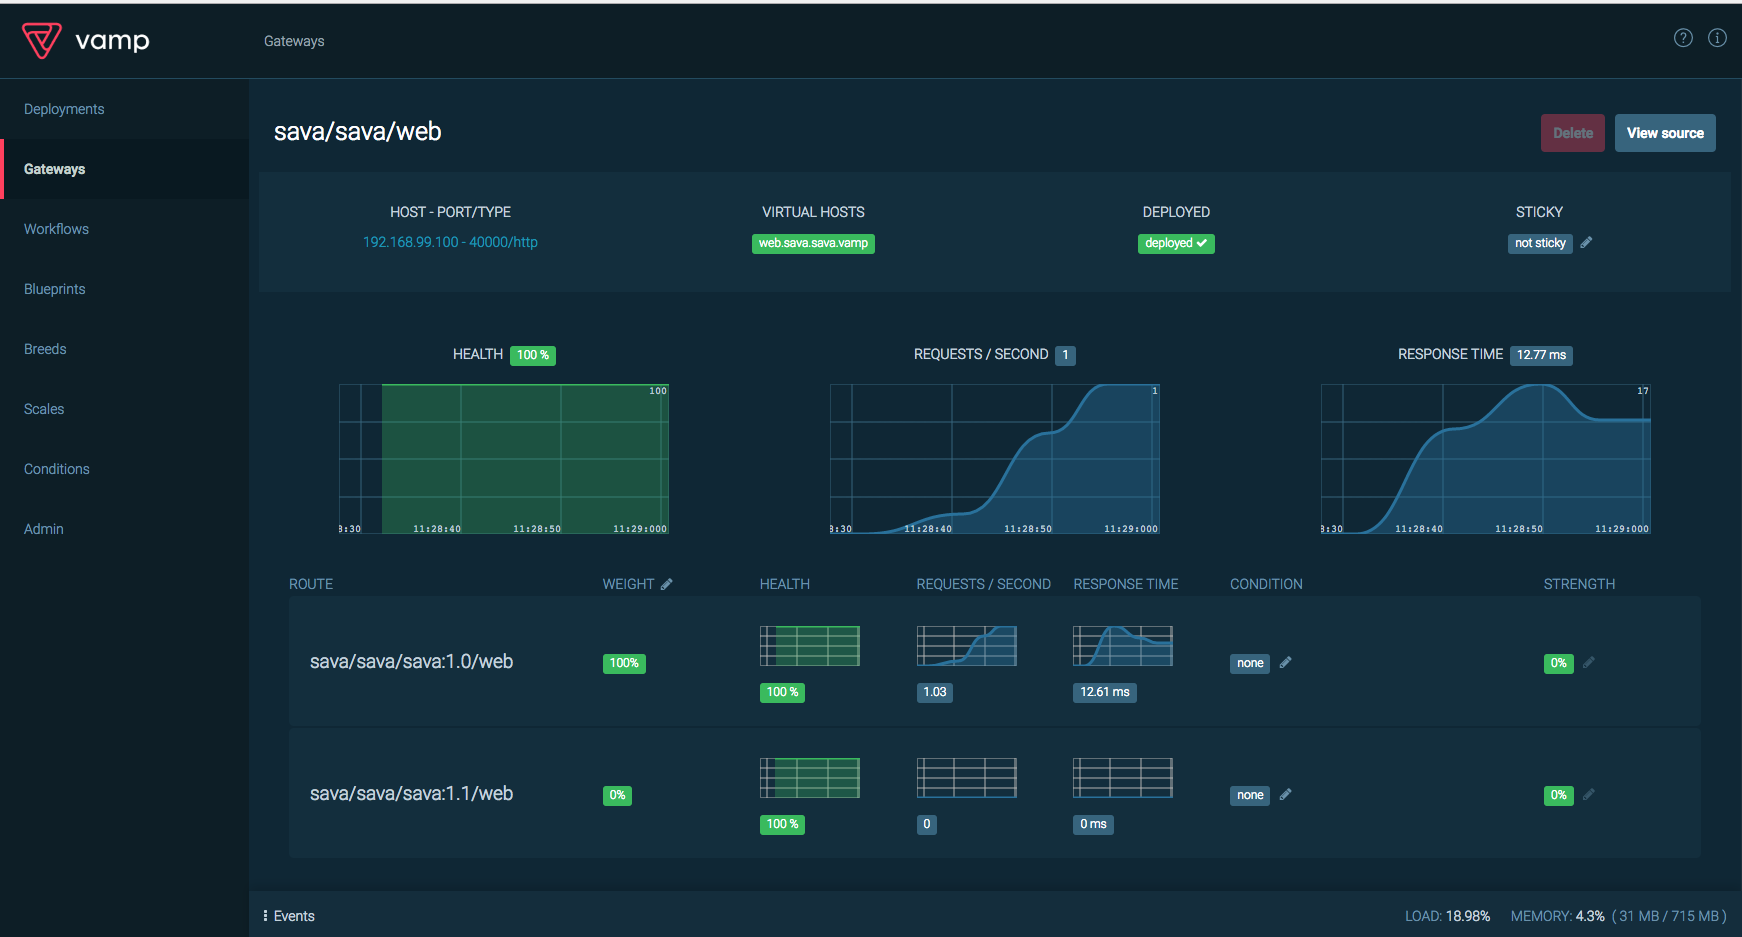 vamp
Gateways
Deployments
Gateways
Workflows
Blueprints
Breeds
Scales
Conditions
Admin
sava/sava/web
Delete
View source
HOST - PORT/TYPE
192.168.99.100 - 40000/http
VIRTUAL HOSTS
web.sava.sava.vamp
DEPLOYED
deployed
STICKY
not sticky
HEALTH 100 %
100
8:30 11:28:40 11:28:50 11:29:000
REQUESTS / SECOND 1
1
8:30 11:28:40 11:28:50 11:29:000
RESPONSE TIME 12.77 ms
17
8:30 11:28:40 11:28:50 11:29:000
ROUTE WEIGHT HEALTH REQUESTS / SECOND RESPONSE TIME CONDITION STRENGTH
sava/sava/sava:1.0/web 100% none 0%
100 % 1.03 12.61 ms
sava/sava/sava:1.1/web 0% none 0%
100 % 0 0 ms
Events
LOAD: 18.98% MEMORY: 4.3% ( 31 MB / 715 MB )